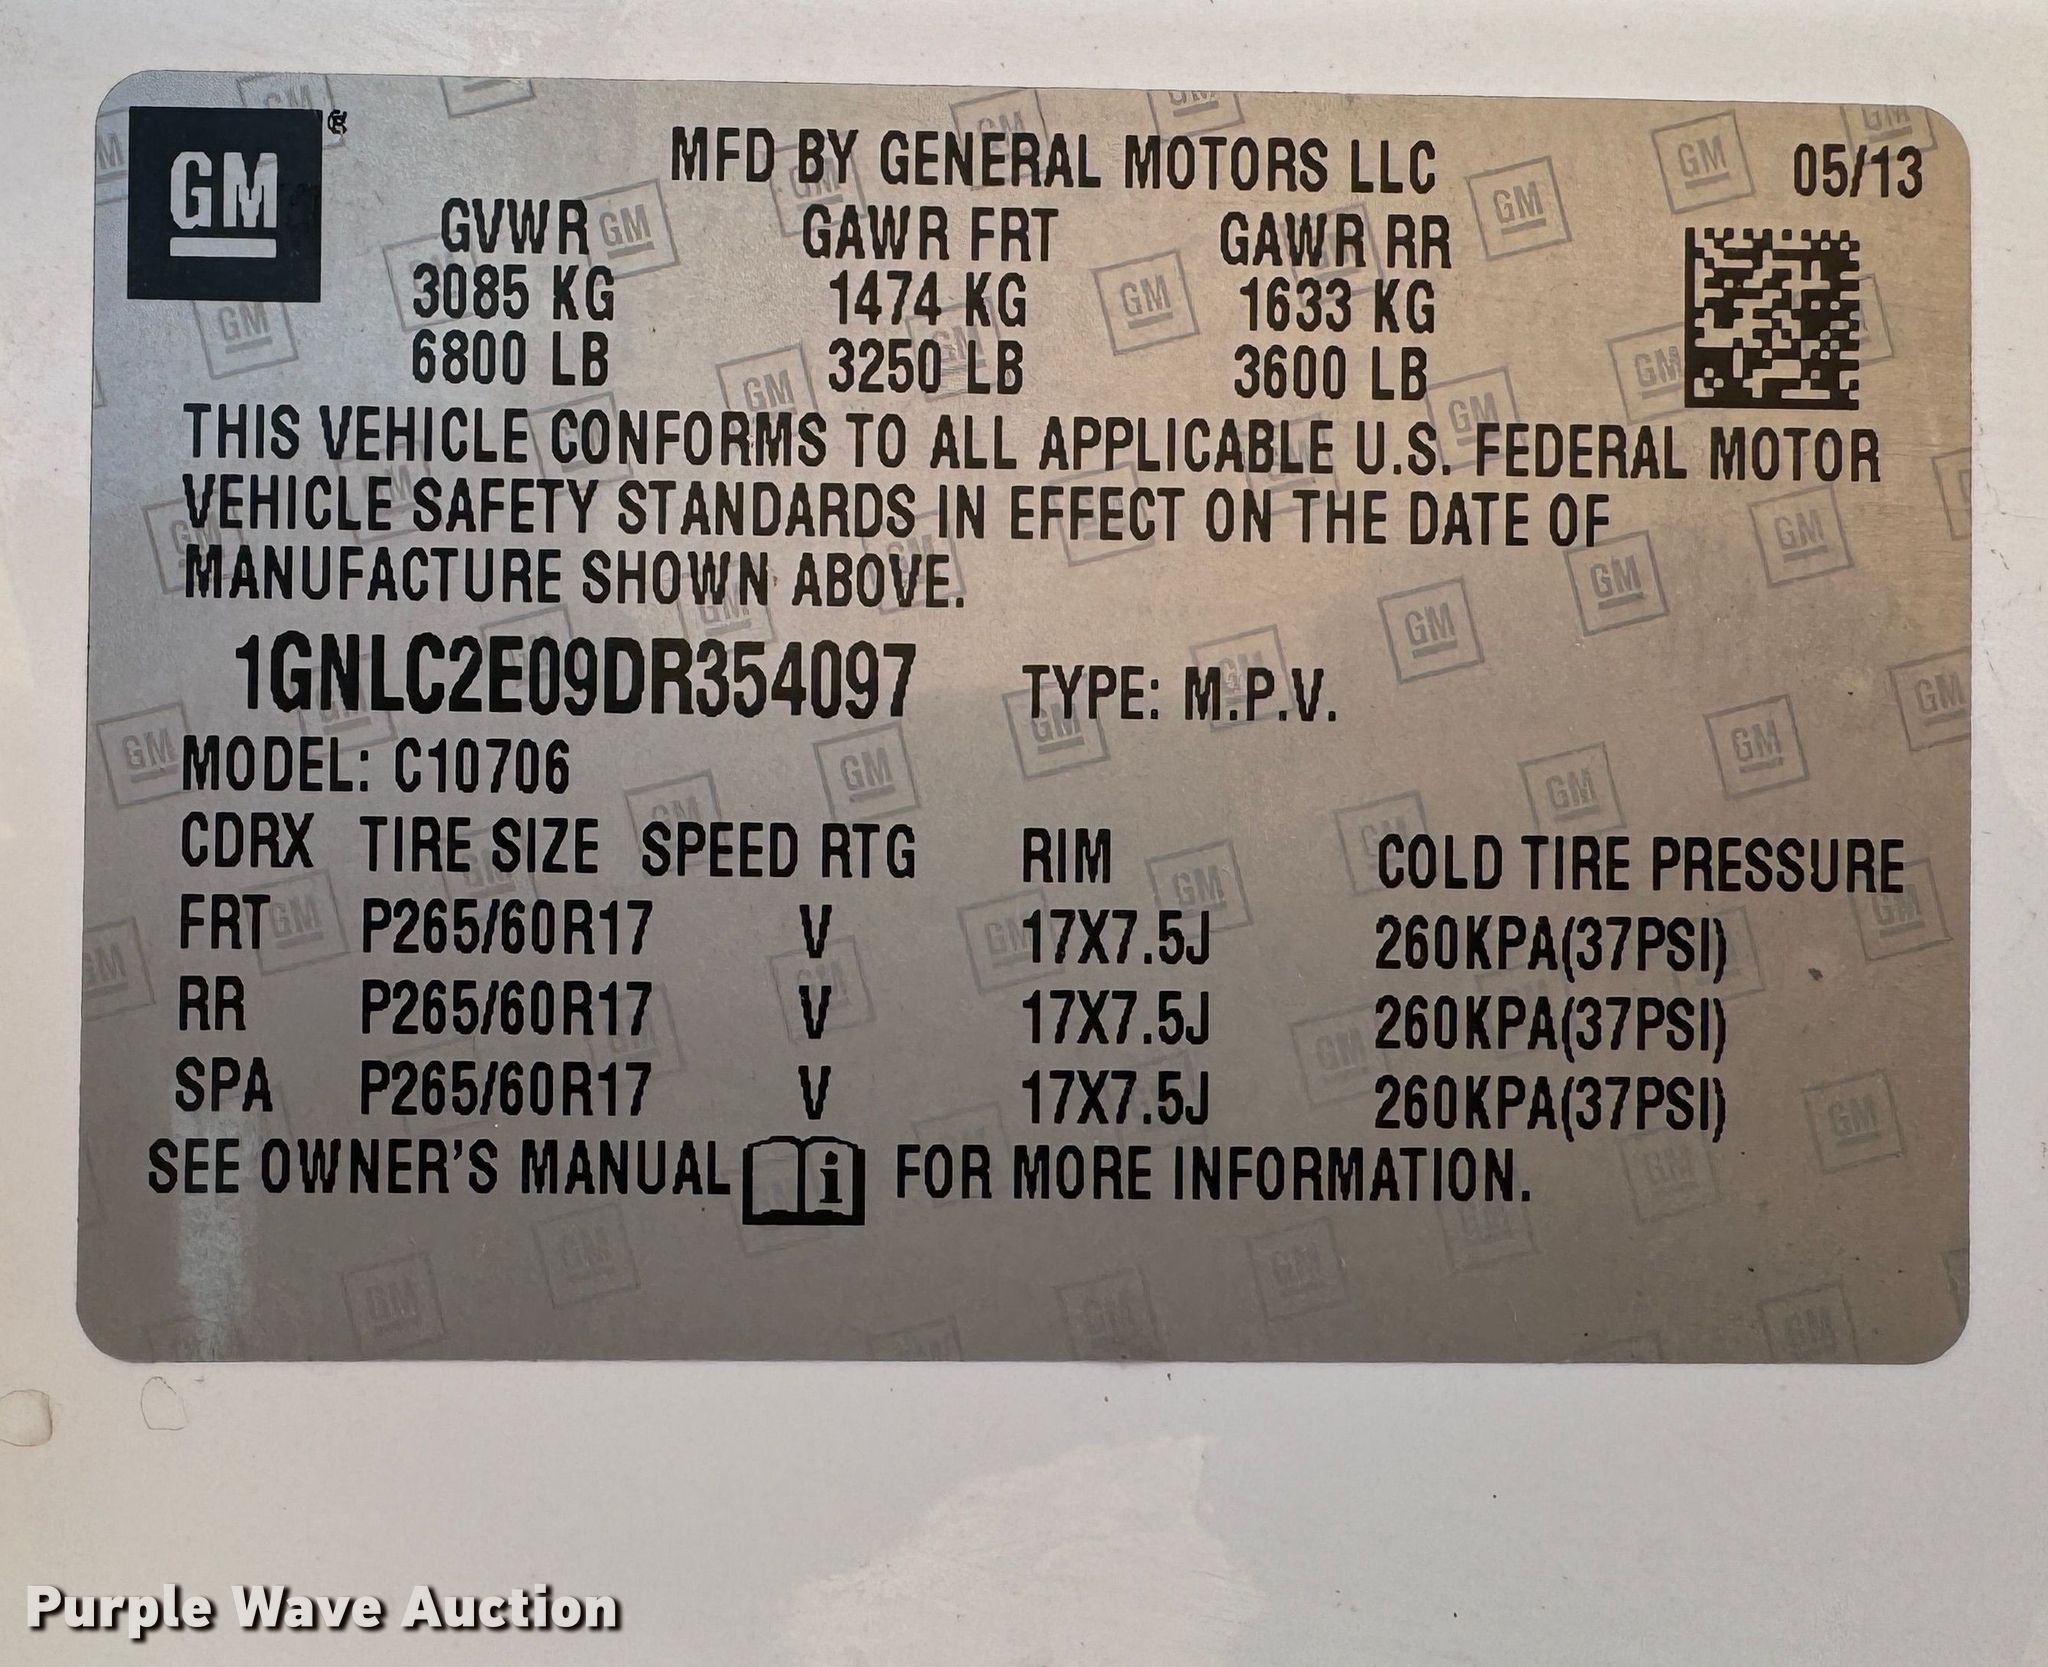 GM
MFD BY GENERAL MOTORS LLC 05/13
GVWR GAWR FRT GAWR RR
3085 KG 1474 KG 1633 KG
6800 LB 3250 LB 3600 LB
THIS VEHICLE CONFORMS TO ALL APPLICABLE U.S. FEDERAL MOTOR
VEHICLE SAFETY STANDARDS IN EFFECT ON THE DATE OF
MANUFACTURE SHOWN ABOVE.
1GNLC2E09DR354097 TYPE: M.P.V.
MODEL: C10706
CDRX TIRE SIZE SPEED RTG RIM COLD TIRE PRESSURE
FRT P265/60R17 V 17X7.5J 260KPA(37PSI)
RR P265/60R17 V 17X7.5J 260KPA(37PSI)
SPA P265/60R17 V 17X7.5J 260KPA(37PSI)
SEE OWNER'S MANUAL i FOR MORE INFORMATION.
Purple Wave Auction